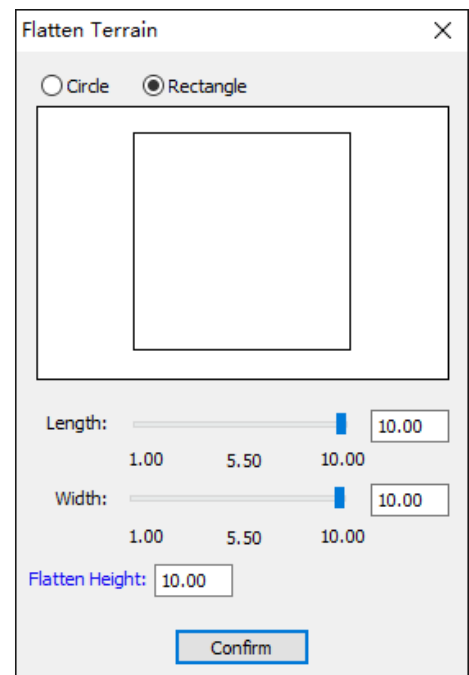 Flatten Terrain
Circle Rectangle
Length: 10.00
1.00 5.50 10.00
Width: 10.00
1.00 5.50 10.00
Flatten Height: 10.00
Confirm